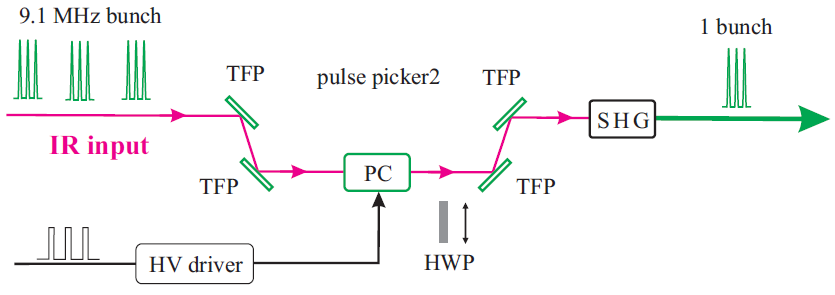 9.1 MHz bunch
1 bunch
TFP
pulse picker2
TFP
IR input
SHG
TFP
PC
TFP
HV driver
HWP